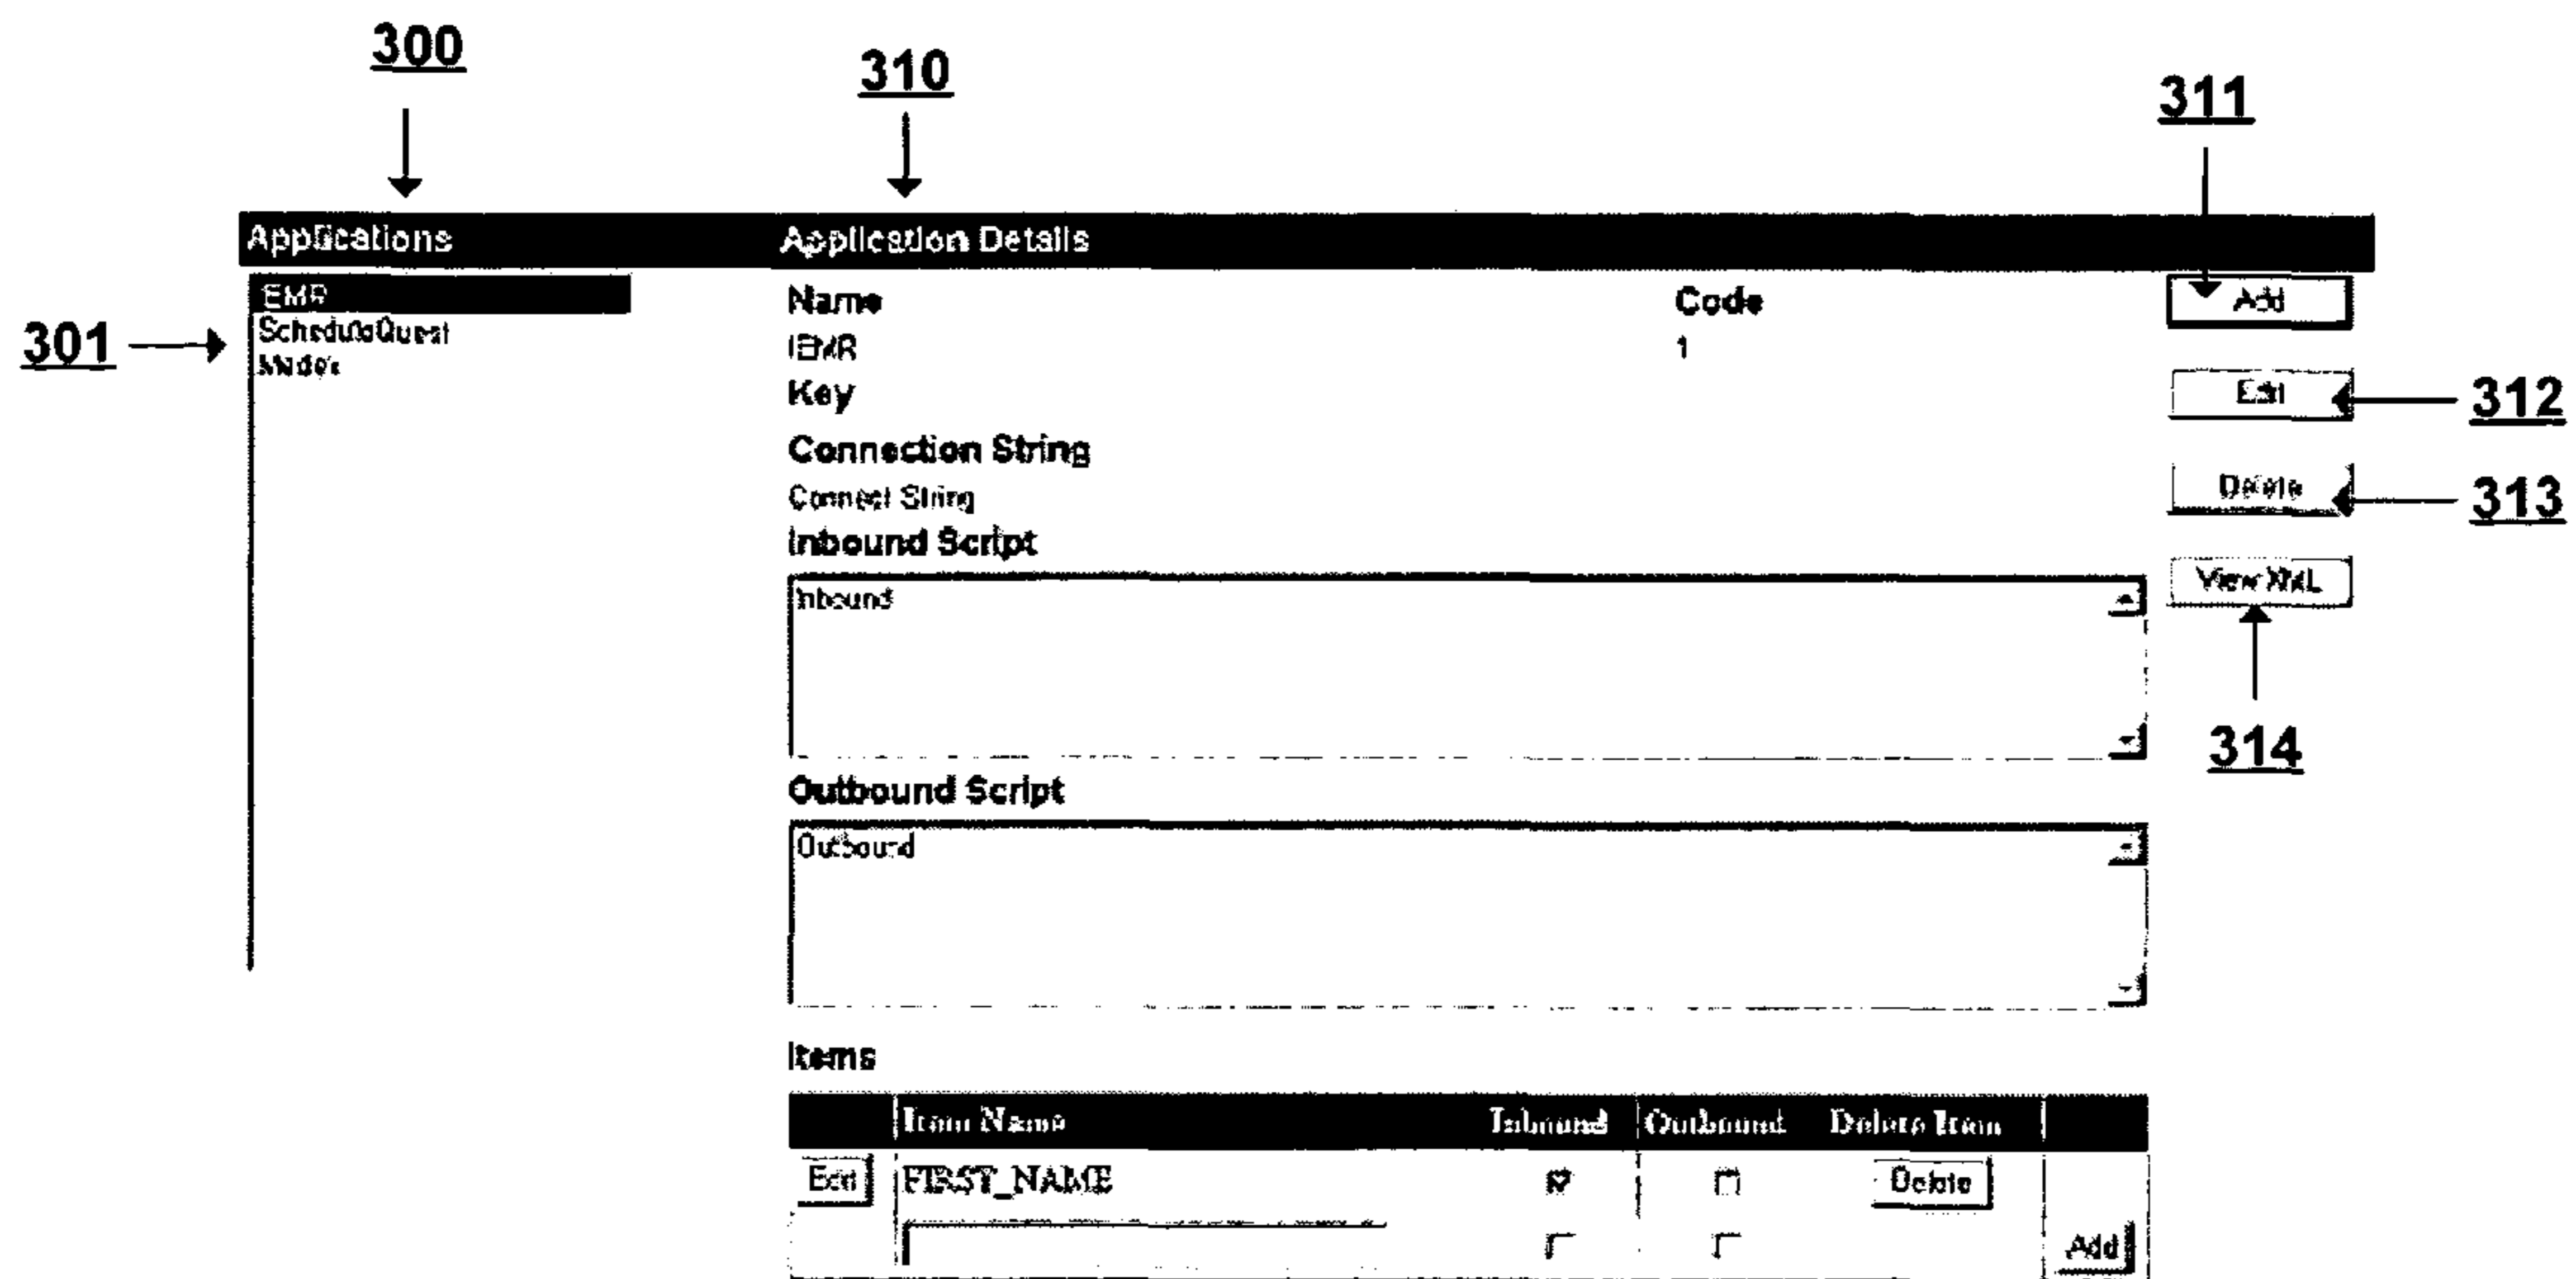 300
310
311
Applications
Application Details
EMR
ScheduleQuest
301
Name
Code
Add
IEMR
1
Key
Edit
312
Connection String
Connect String
Delete
313
Inbound Script
Inbound
View XML
314
Outbound Script
Outbound
Items
Item Name Inbound Outbound Delete Item
Edit FIRST_NAME Delete
Add